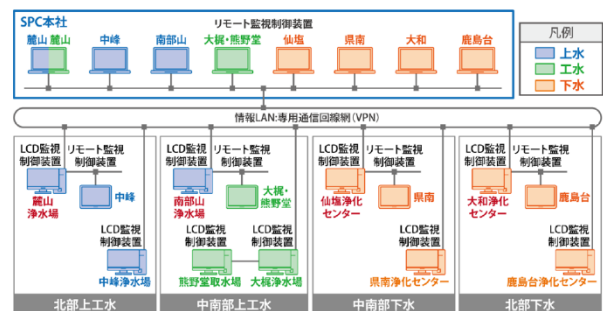 SPC本社
リモート監視制御装置
麓山 麓山
中峰
南部山
大梶・熊野堂
仙塩
県南
大和
鹿島台
凡例
上水
工水
下水
情報LAN:専用通信回線網(VPN)
LCD監視
制御装置
リモート監視
制御装置
麓山
浄水場
中峰
LCD監視
制御装置
中峰浄水場
北部上工水
LCD監視
制御装置
リモート監視
制御装置
南部山
浄水場
大梶・
熊野堂
LCD監視
制御装置
熊野堂取水場
大梶浄水場
中南部上工水
LCD監視
制御装置
リモート監視
制御装置
仙塩浄化
センター
県南
LCD監視
制御装置
県南浄化センター
中南部下水
LCD監視
制御装置
リモート監視
制御装置
大和浄化
センター
鹿島台
LCD監視
制御装置
鹿島台浄化センター
北部下水